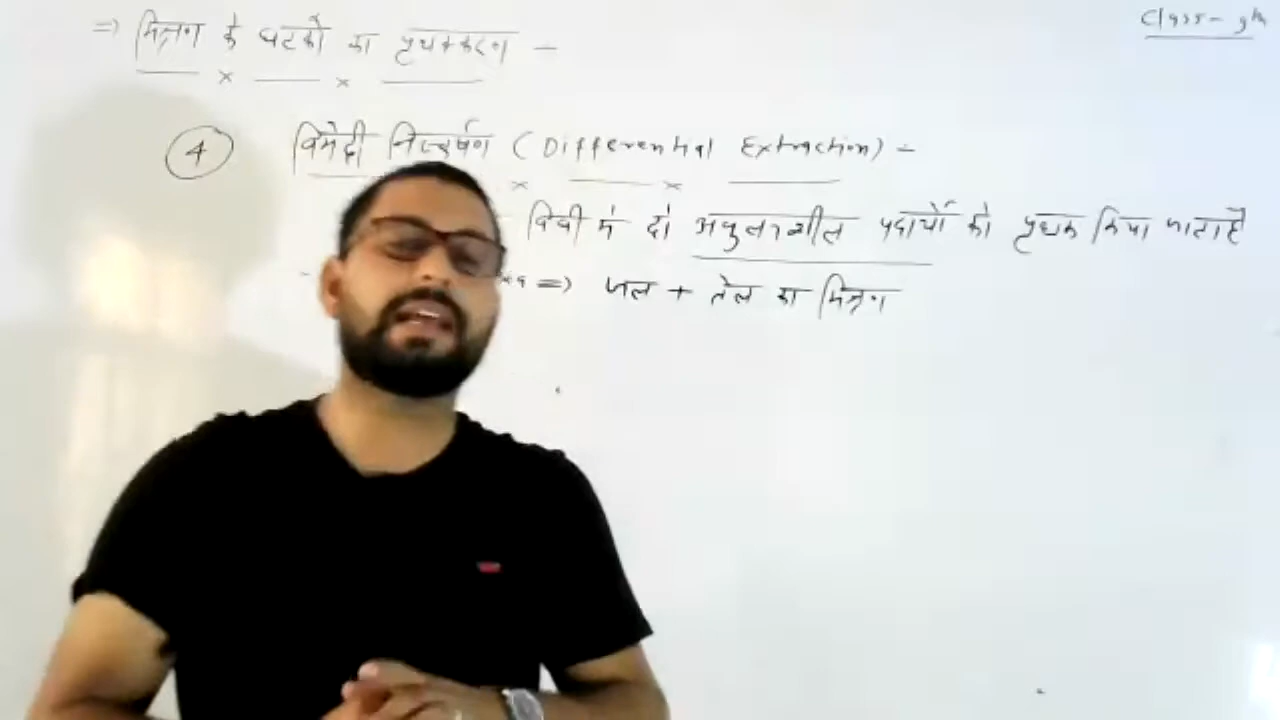 Class - 9th
⇒ मिश्रण के घटकों का पृथक्करण -
4 विभेदी निष्कर्षण (Differential Extraction) -
विधी में दो अघुलनशील पदार्थों को पृथक किया जाता है
⇒ जल + तेल का मिश्रण